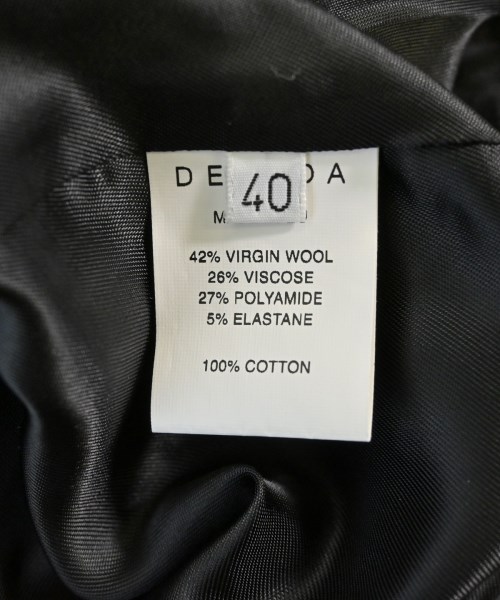 40
42% VIRGIN WOOL
26% VISCOSE
27% POLYAMIDE
5% ELASTANE
100% COTTON